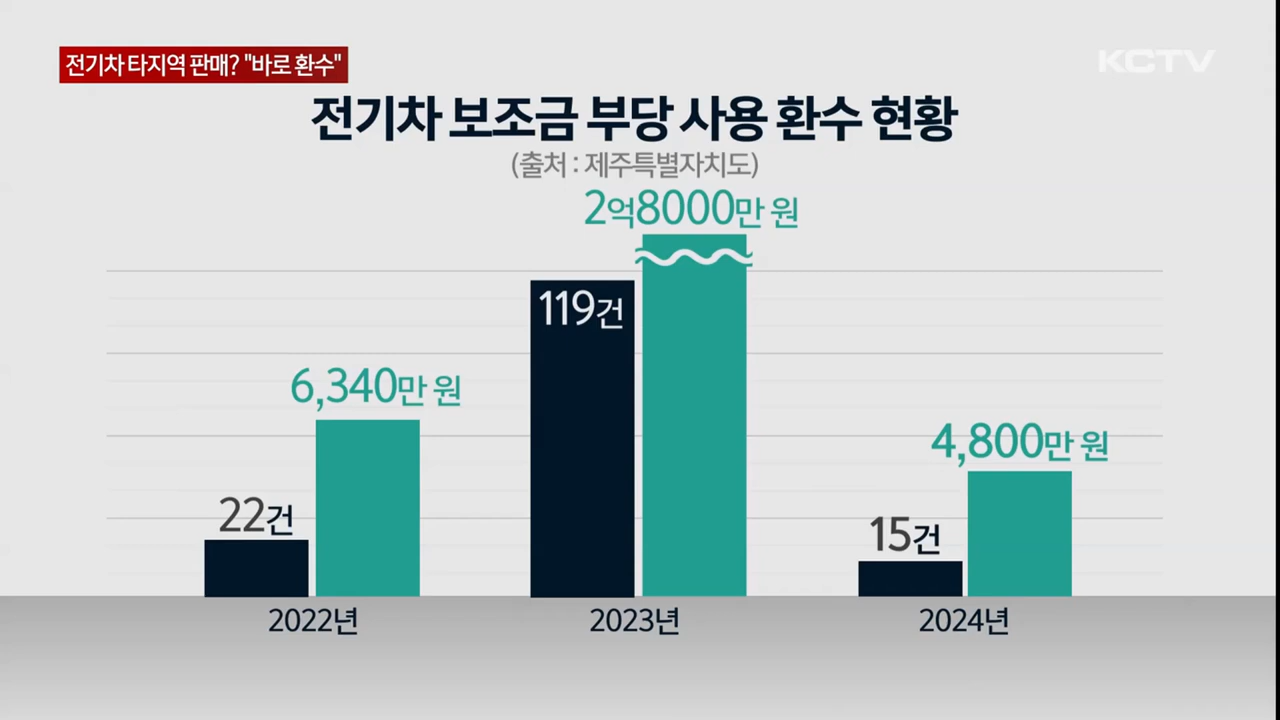 전기차 타지역 판매? "바로 환수"
KCTV
전기차 보조금 부당 사용 환수 현황
(출처 : 제주특별자치도)
22건
6,340만 원
119건
2억8000만 원
15건
4,800만 원
2022년
2023년
2024년